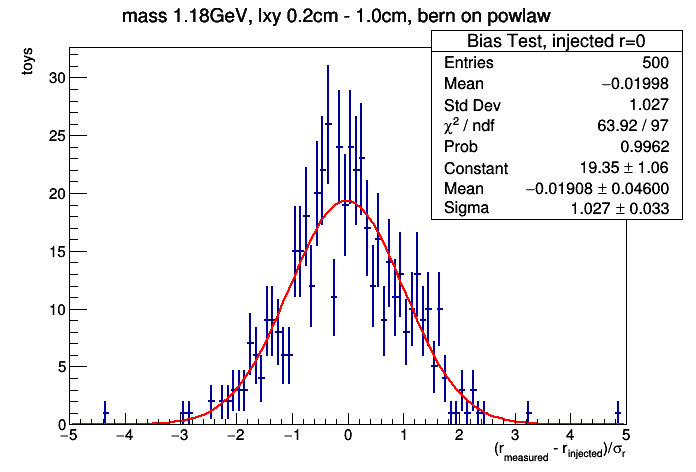 mass 1.18GeV, lxy 0.2cm - 1.0cm, bern on powlaw
Bias Test, injected r=0
Entries 500
Mean −0.01998
Std Dev 1.027
χ² / ndf 63.92 / 97
Prob 0.9962
Constant 19.35 ± 1.06
Mean −0.01908 ± 0.04600
Sigma 1.027 ± 0.033
toys
30
25
20
15
10
5
0
−5 −4 −3 −2 −1 0 1 2 3 4 5
(r_measured - r_injected)/σ_r